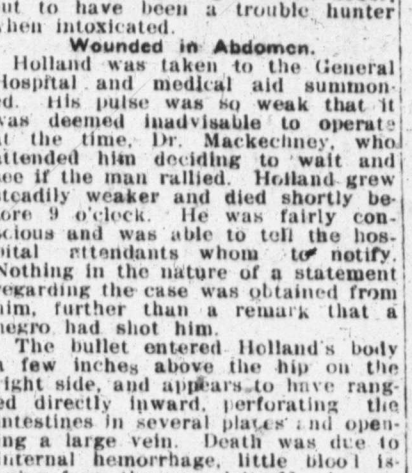 ut to have been a trouble hunter
when intoxicated.
Wounded in Abdomen.
Holland was taken to the General
Hospital and medical aid summon-
ed. His pulse was so weak that it
was deemed inadvisable to operate
at the time, Dr. Mackechney, who
attended him deciding to wait and
see if the man rallied. Holland grew
steadily weaker and died shortly be-
fore 9 o'clock. He was fairly con-
scious and was able to tell the hos-
pital attendants whom to notify.
Nothing in the nature of a statement
regarding the case was obtained from
him, further than a remark that a
negro had shot him.
The bullet entered Holland's body
a few inches above the hip on the
right side, and appears to have rang-
ed directly inward, perforating the
intestines in several places and open-
ing a large vein. Death was due to
internal hemorrhage, little blood is-